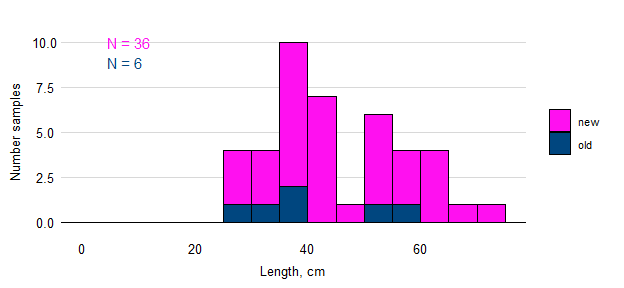 N = 36
N = 6
10.0
7.5
5.0
2.5
0.0
Number samples
0 20 40 60
Length, cm
new
old